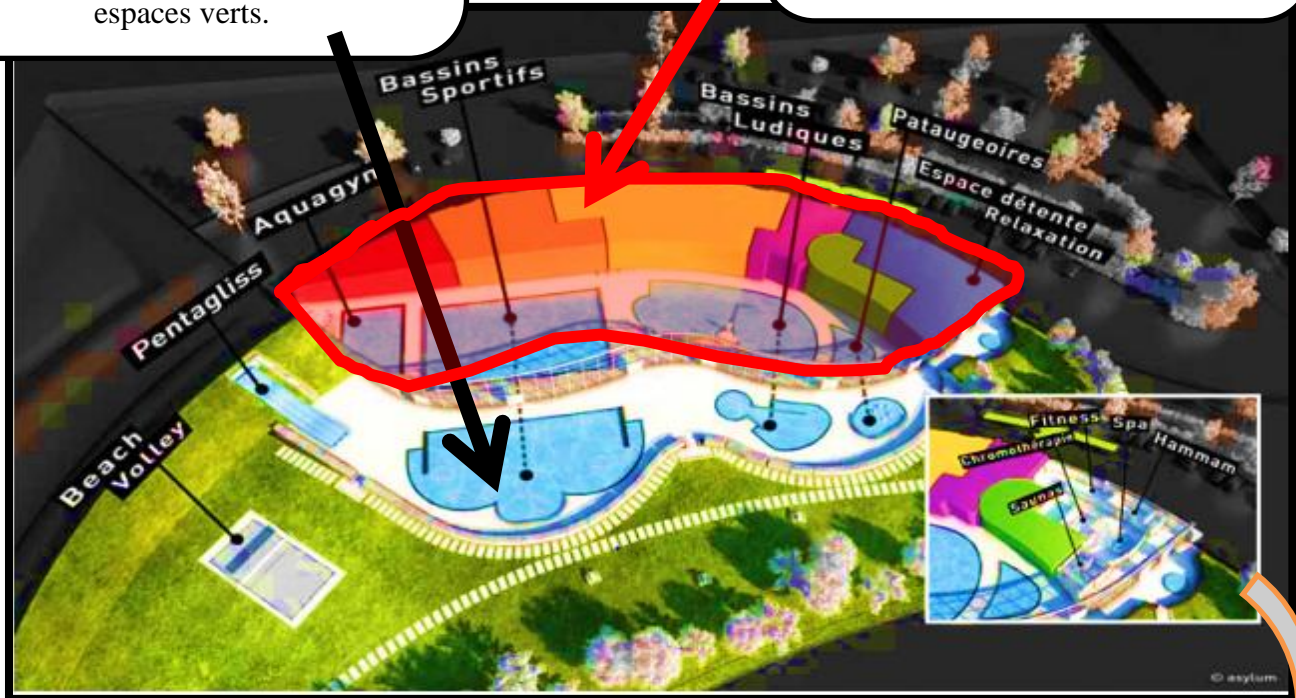 espaces verts.
Bassins
Sportifs
Bassins
Ludiques
Pataugeoires
Espace détente
Relaxation
Aquagym
Pentagliss
Beach
Volley
Fitness
Spa
Chromothérapie
Hammam
Saunas
© asylum